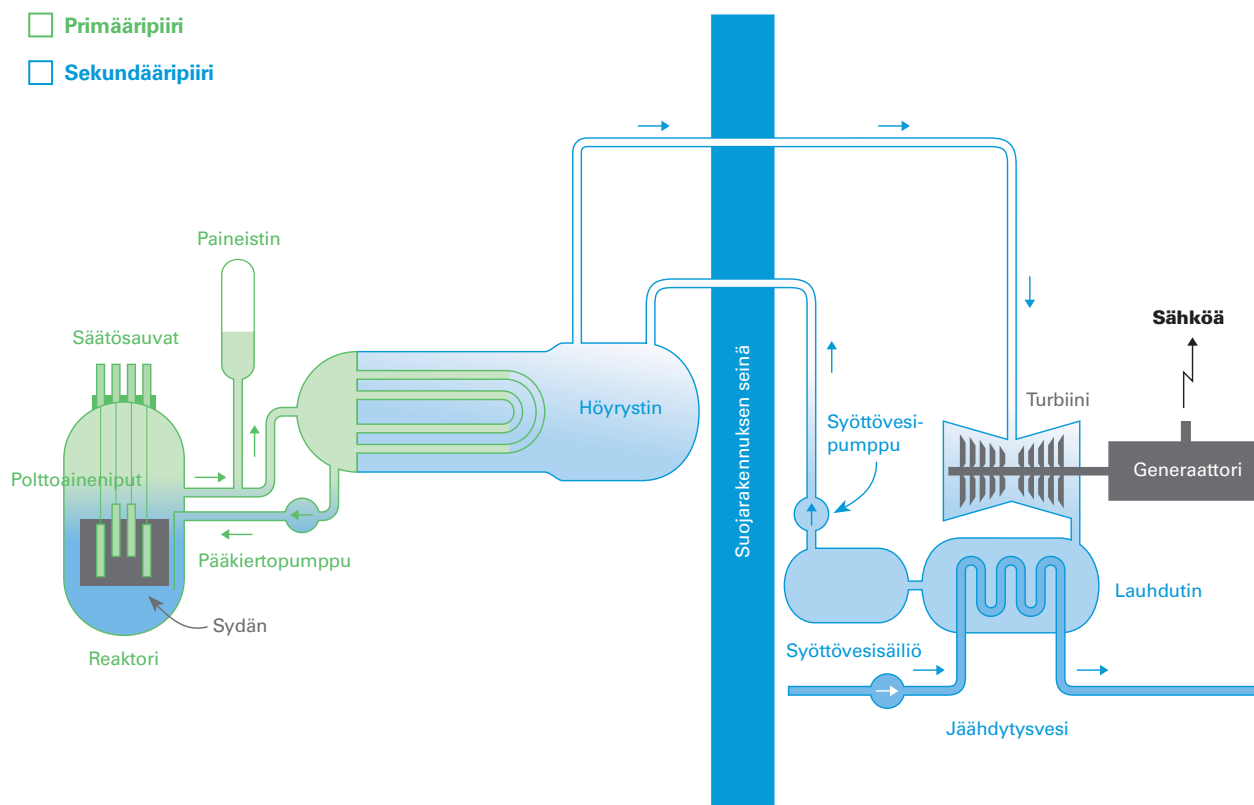 Primääripiiri
Sekundääripiiri
Paineistin
Säätösauvat
Polttoaineniput
Pääkiertopumppu
Sydän
Reaktori
Höyrystin
Suojarakennuksen seinä
Syöttövesi-
pumppu
Sähköä
Turbiini
Generaattori
Lauhdutin
Syöttövesisäiliö
Jäähdytysvesi